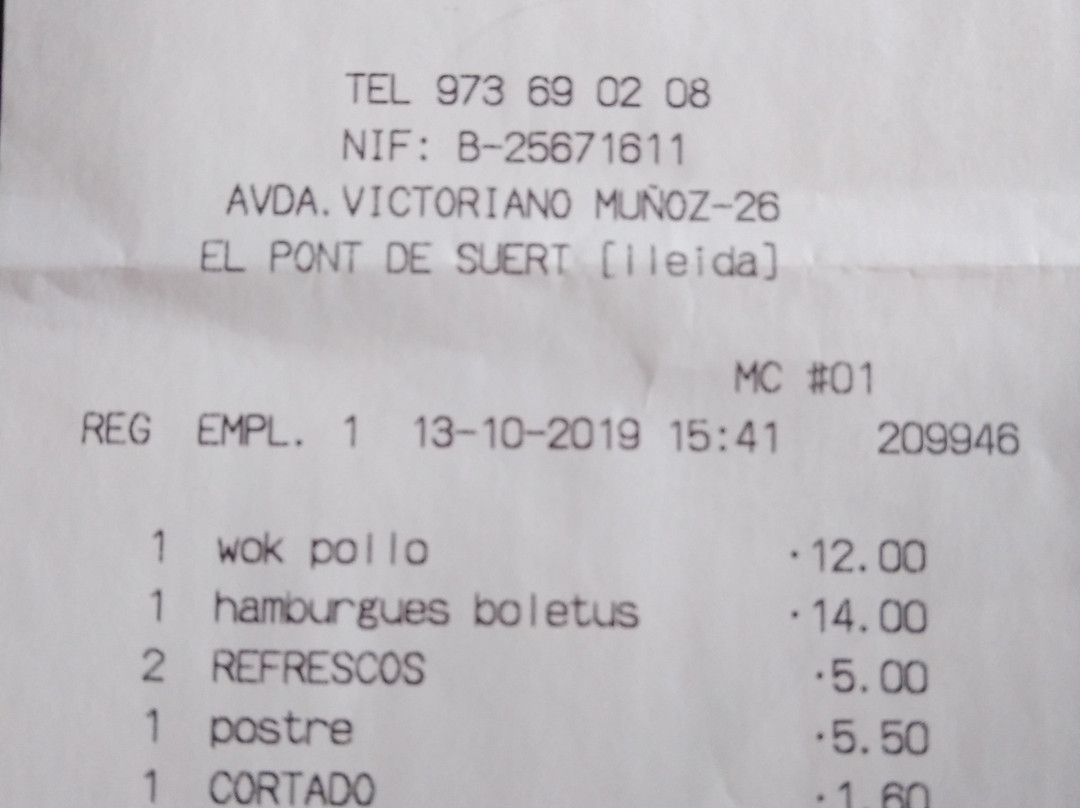 TEL 973 69 02 08
NIF: B-25671611
AVDA.VICTORIANO MUÑOZ-26
EL PONT DE SUERT [lleida]
MC #01
REG EMPL. 1 13-10-2019 15:41 209946
1 wok pollo ·12.00
1 hamburgues boletus ·14.00
2 REFRESCOS ·5.00
1 postre ·5.50
1 CORTADO ·1.60